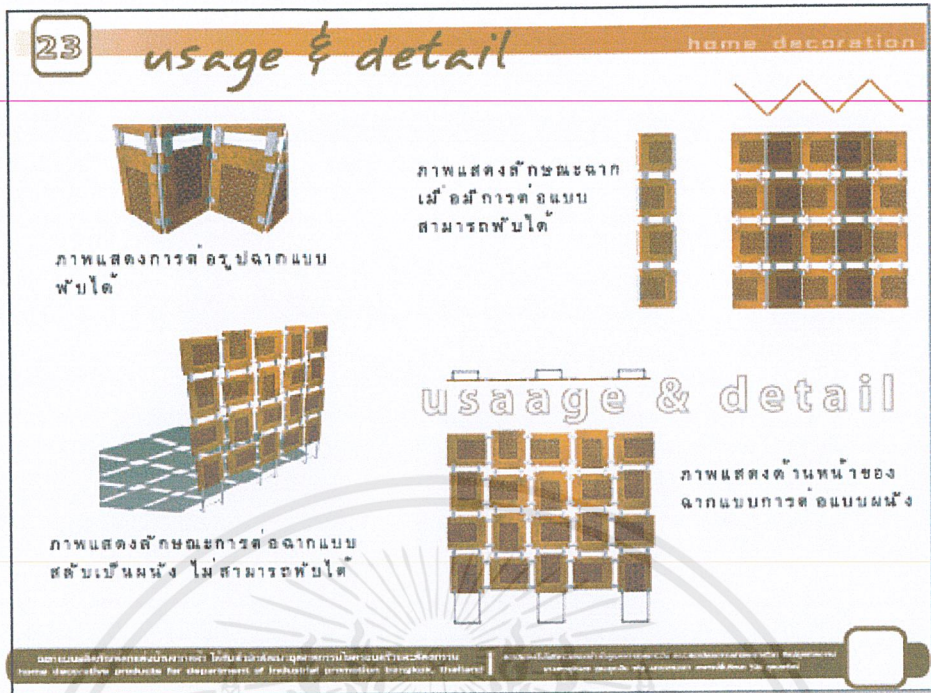 23
usage & detail
home decoration
ภาพแสดงลักษณะฉาก
เมื่อมีการต่อแบบ
สามารถพับได้
ภาพแสดงการต่อรูปฉากแบบ
พับได้
usaage & detail
ภาพแสดงด้านหน้าของ
ฉากแบบการต่อแบบผนัง
ภาพแสดงลักษณะการต่อฉากแบบ
สลับเป็นผนัง ไม่สามารถพับได้
home decorative products for department of industrial promotion bangkok, thailand